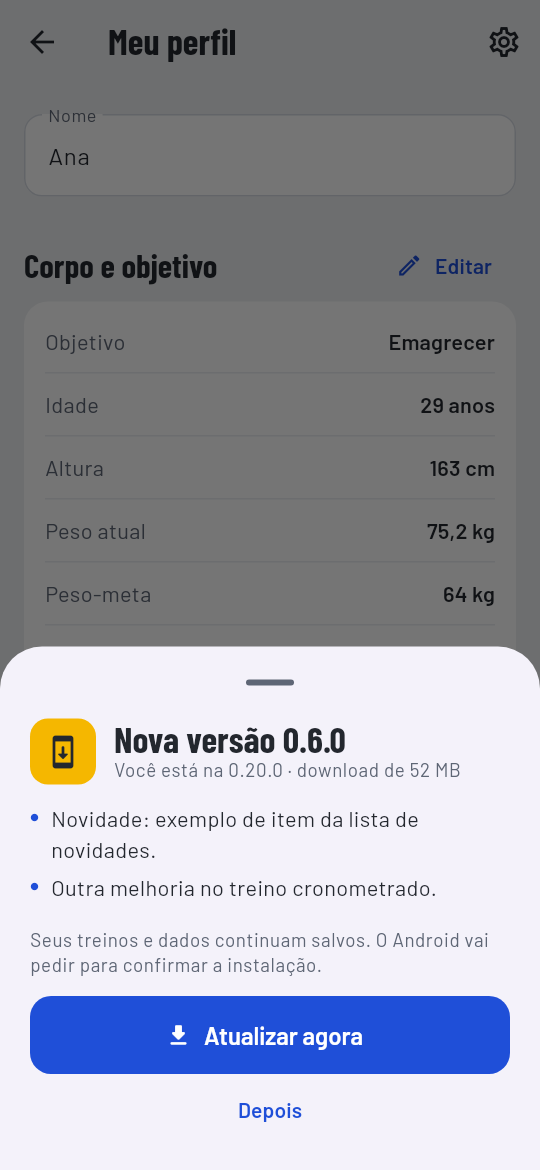 Meu perfil
Nome
Ana
Corpo e objetivo
Editar
Objetivo
Emagrecer
Idade
29 anos
Altura
163 cm
Peso atual
75,2 kg
Peso-meta
64 kg
Nova versão 0.6.0
Você está na 0.20.0 · download de 52 MB
• Novidade: exemplo de item da lista de
novidades.
• Outra melhoria no treino cronometrado.
Seus treinos e dados continuam salvos. O Android vai
pedir para confirmar a instalação.
Atualizar agora
Depois